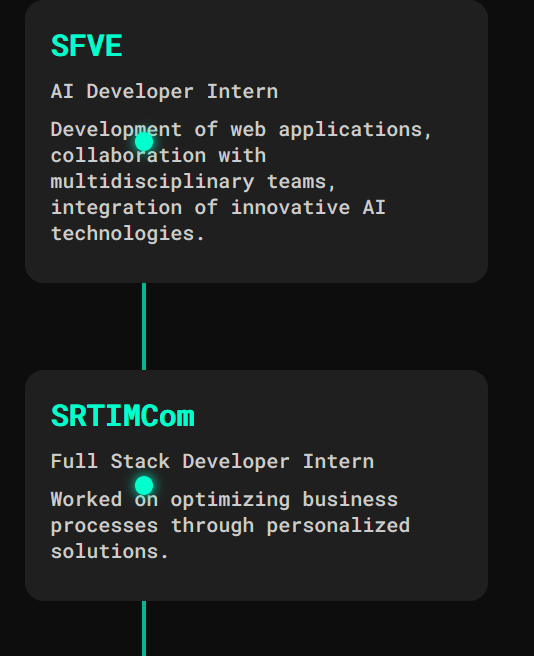 SFVE
AI Developer Intern
Development of web applications,
collaboration with
multidisciplinary teams,
integration of innovative AI
technologies.
SRTIMCom
Full Stack Developer Intern
Worked on optimizing business
processes through personalized
solutions.